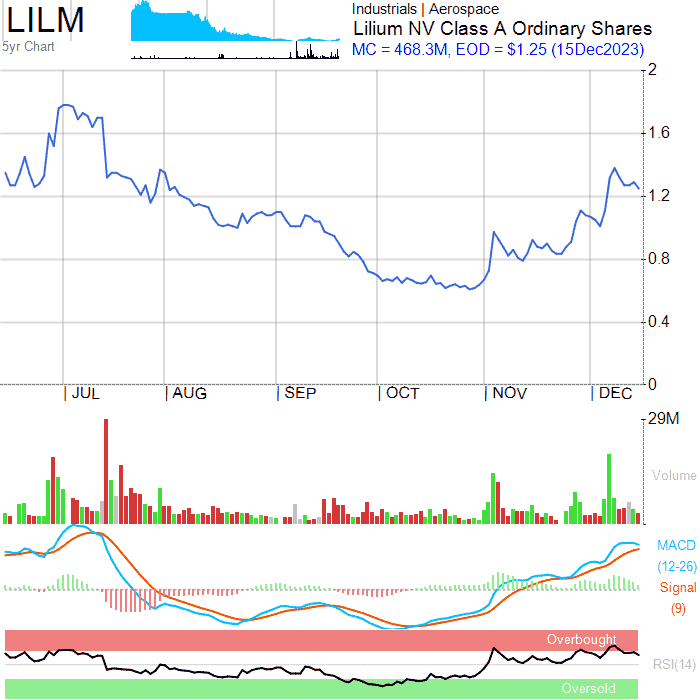 LILM
5yr Chart
Industrials | Aerospace
Lilium NV Class A Ordinary Shares
MC = 468.3M, EOD = $1.25 (15Dec2023)
2
1.6
1.2
0.8
0.4
0
JUL AUG SEP OCT NOV DEC
29M
Volume
MACD
(12-26)
Signal
(9)
Overbought
RSI(14)
Oversold